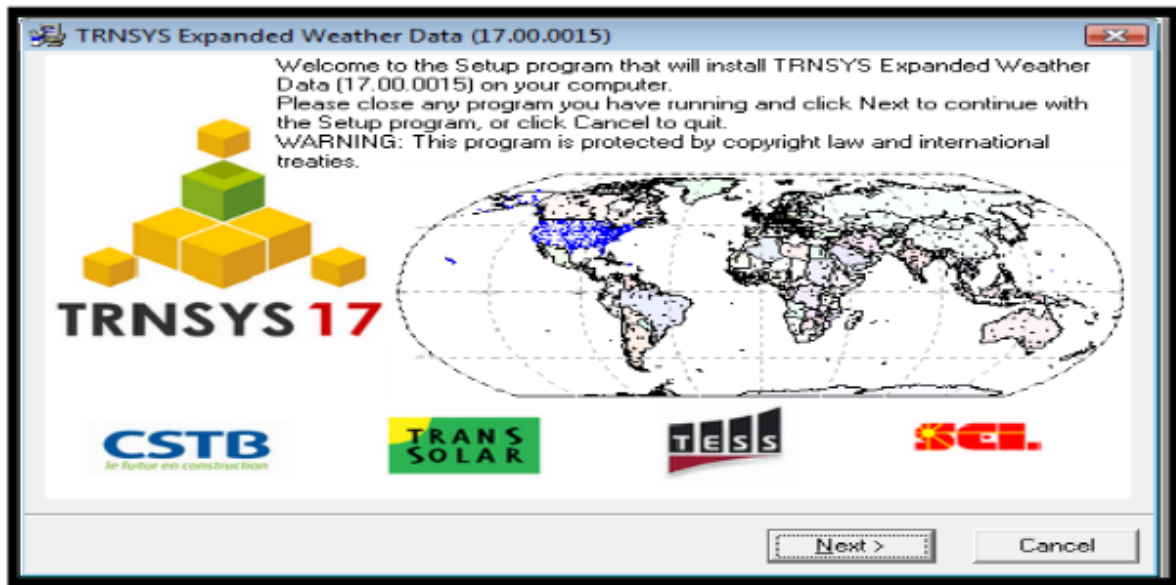 TRNSYS Expanded Weather Data (17.00.0015)
Welcome to the Setup program that will install TRNSYS Expanded Weather
Data (17.00.0015) on your computer.
Please close any program you have running and click Next to continue with
the Setup program, or click Cancel to quit.
WARNING: This program is protected by copyright law and international
treaties.
TRNSYS 17
CSTB
le futur en construction
TRANS
SOLAR
TESS
SEL.
Next >
Cancel